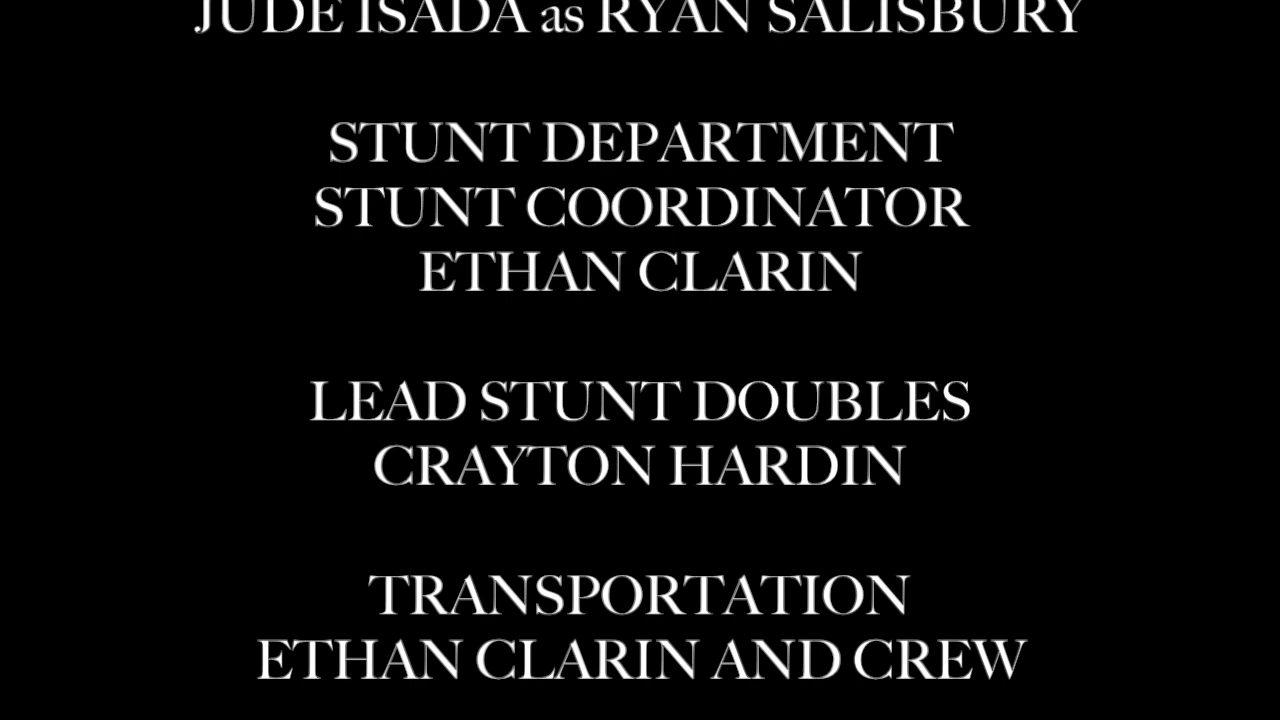 JUDE ISADA as RYAN SALISBURY
STUNT DEPARTMENT
STUNT COORDINATOR
ETHAN CLARIN
LEAD STUNT DOUBLES
CRAYTON HARDIN
TRANSPORTATION
ETHAN CLARIN AND CREW